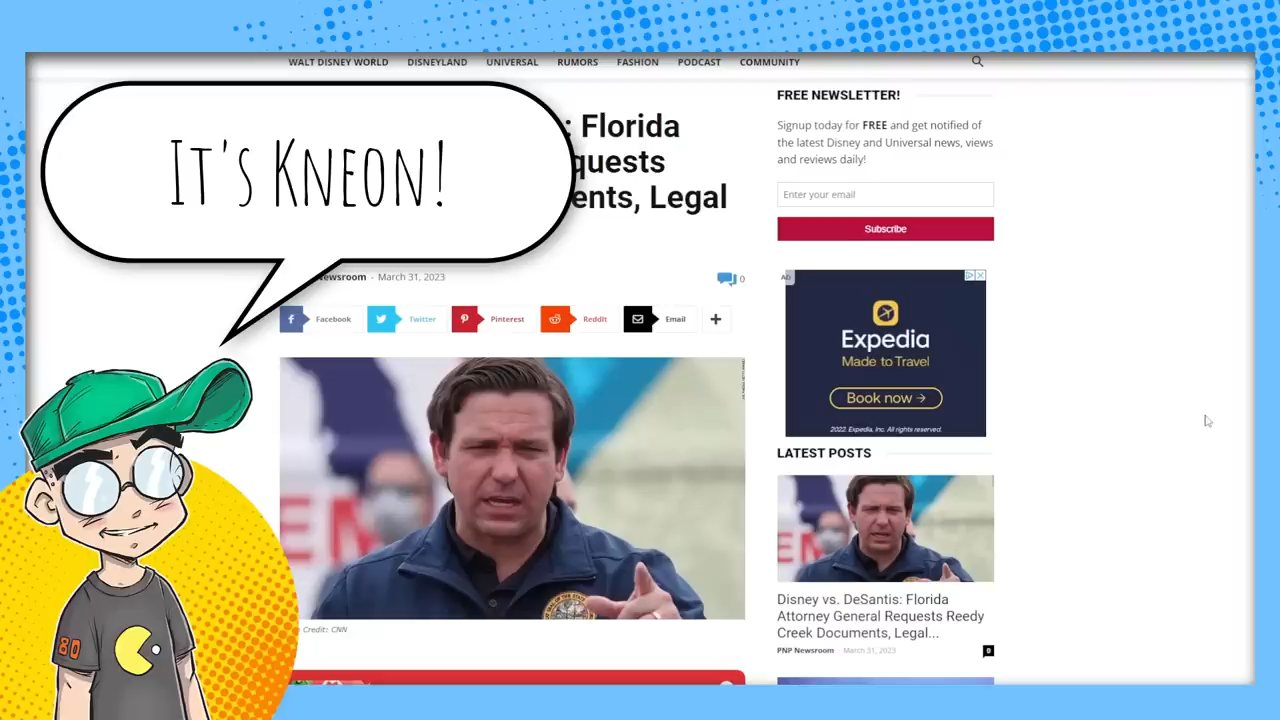 WALT DISNEY WORLD DISNEYLAND UNIVERSAL RUMORS FASHION PODCAST COMMUNITY
It's Kneon!
: Florida
quests
ents, Legal
Newsroom - March 31, 2023
0
Facebook Twitter Pinterest ReddIt Email +
Credit: CNN
FREE NEWSLETTER!
Signup today for FREE and get notified of
the latest Disney and Universal news, views
and reviews daily!
Enter your email
Subscribe
AD
Expedia
Made to Travel
Book now →
2022. Expedia, Inc. All rights reserved.
LATEST POSTS
Disney vs. DeSantis: Florida
Attorney General Requests Reedy
Creek Documents, Legal...
PNP Newsroom - March 31, 2023
0
80